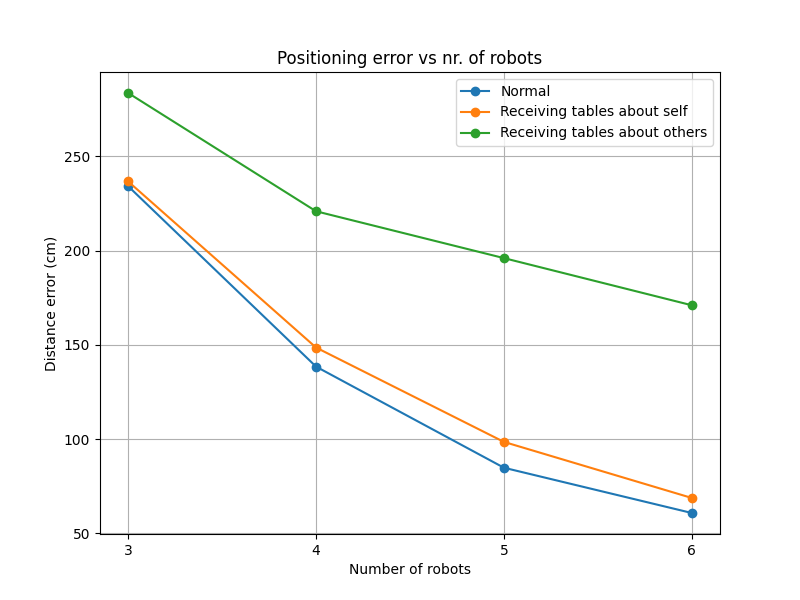 Positioning error vs nr. of robots
Normal
Receiving tables about self
Receiving tables about others
Distance error (cm)
250
200
150
100
50
3 4 5 6
Number of robots